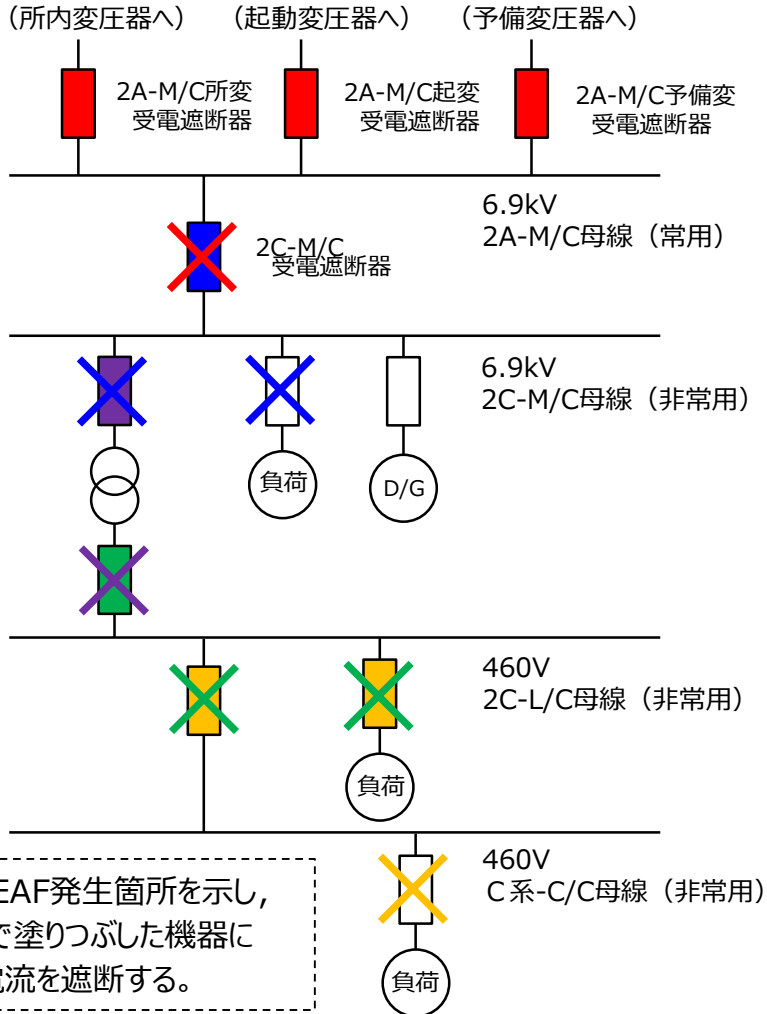 （所内変圧器へ）
（起動変圧器へ）
（予備変圧器へ）
2A-M/C所変
受電遮断器
2A-M/C起変
受電遮断器
2A-M/C予備変
受電遮断器
6.9kV
2A-M/C母線（常用）
2C-M/C
受電遮断器
6.9kV
2C-M/C母線（非常用）
負荷
D/G
460V
2C-L/C母線（非常用）
負荷
460V
C系-C/C母線（非常用）
負荷
EAF発生箇所を示し，
で塗りつぶした機器に
電流を遮断する。